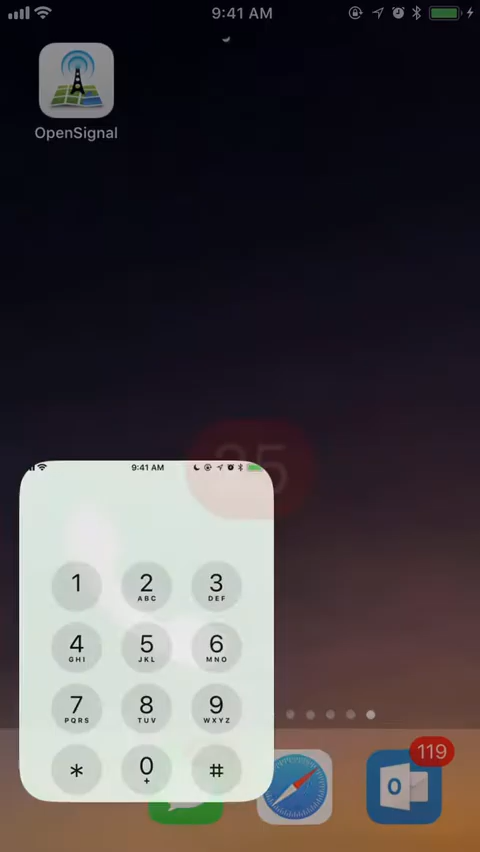 9:41 AM
OpenSignal
35
9:41 AM
1 2 3
ABC DEF
4 5 6
GHI JKL MNO
7 8 9
PQRS TUV WXYZ
* 0 #
+
119